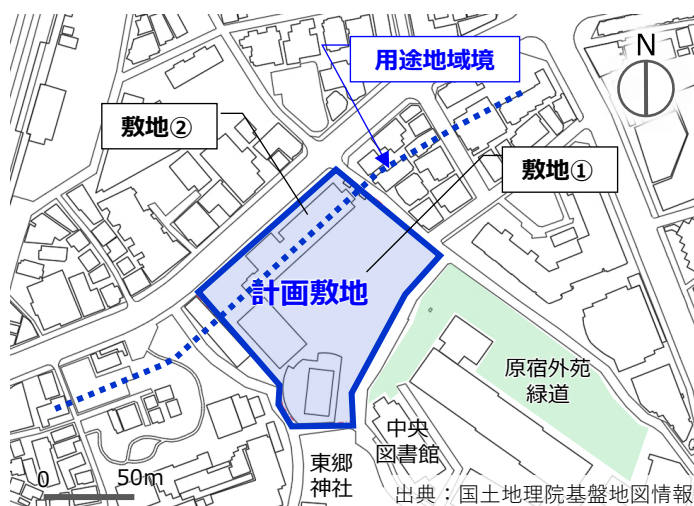 用途地域境
N
敷地②
敷地①
計画敷地
原宿外苑
緑道
中央
図書館
東郷
神社
0 50m
出典：国土地理院基盤地図情報